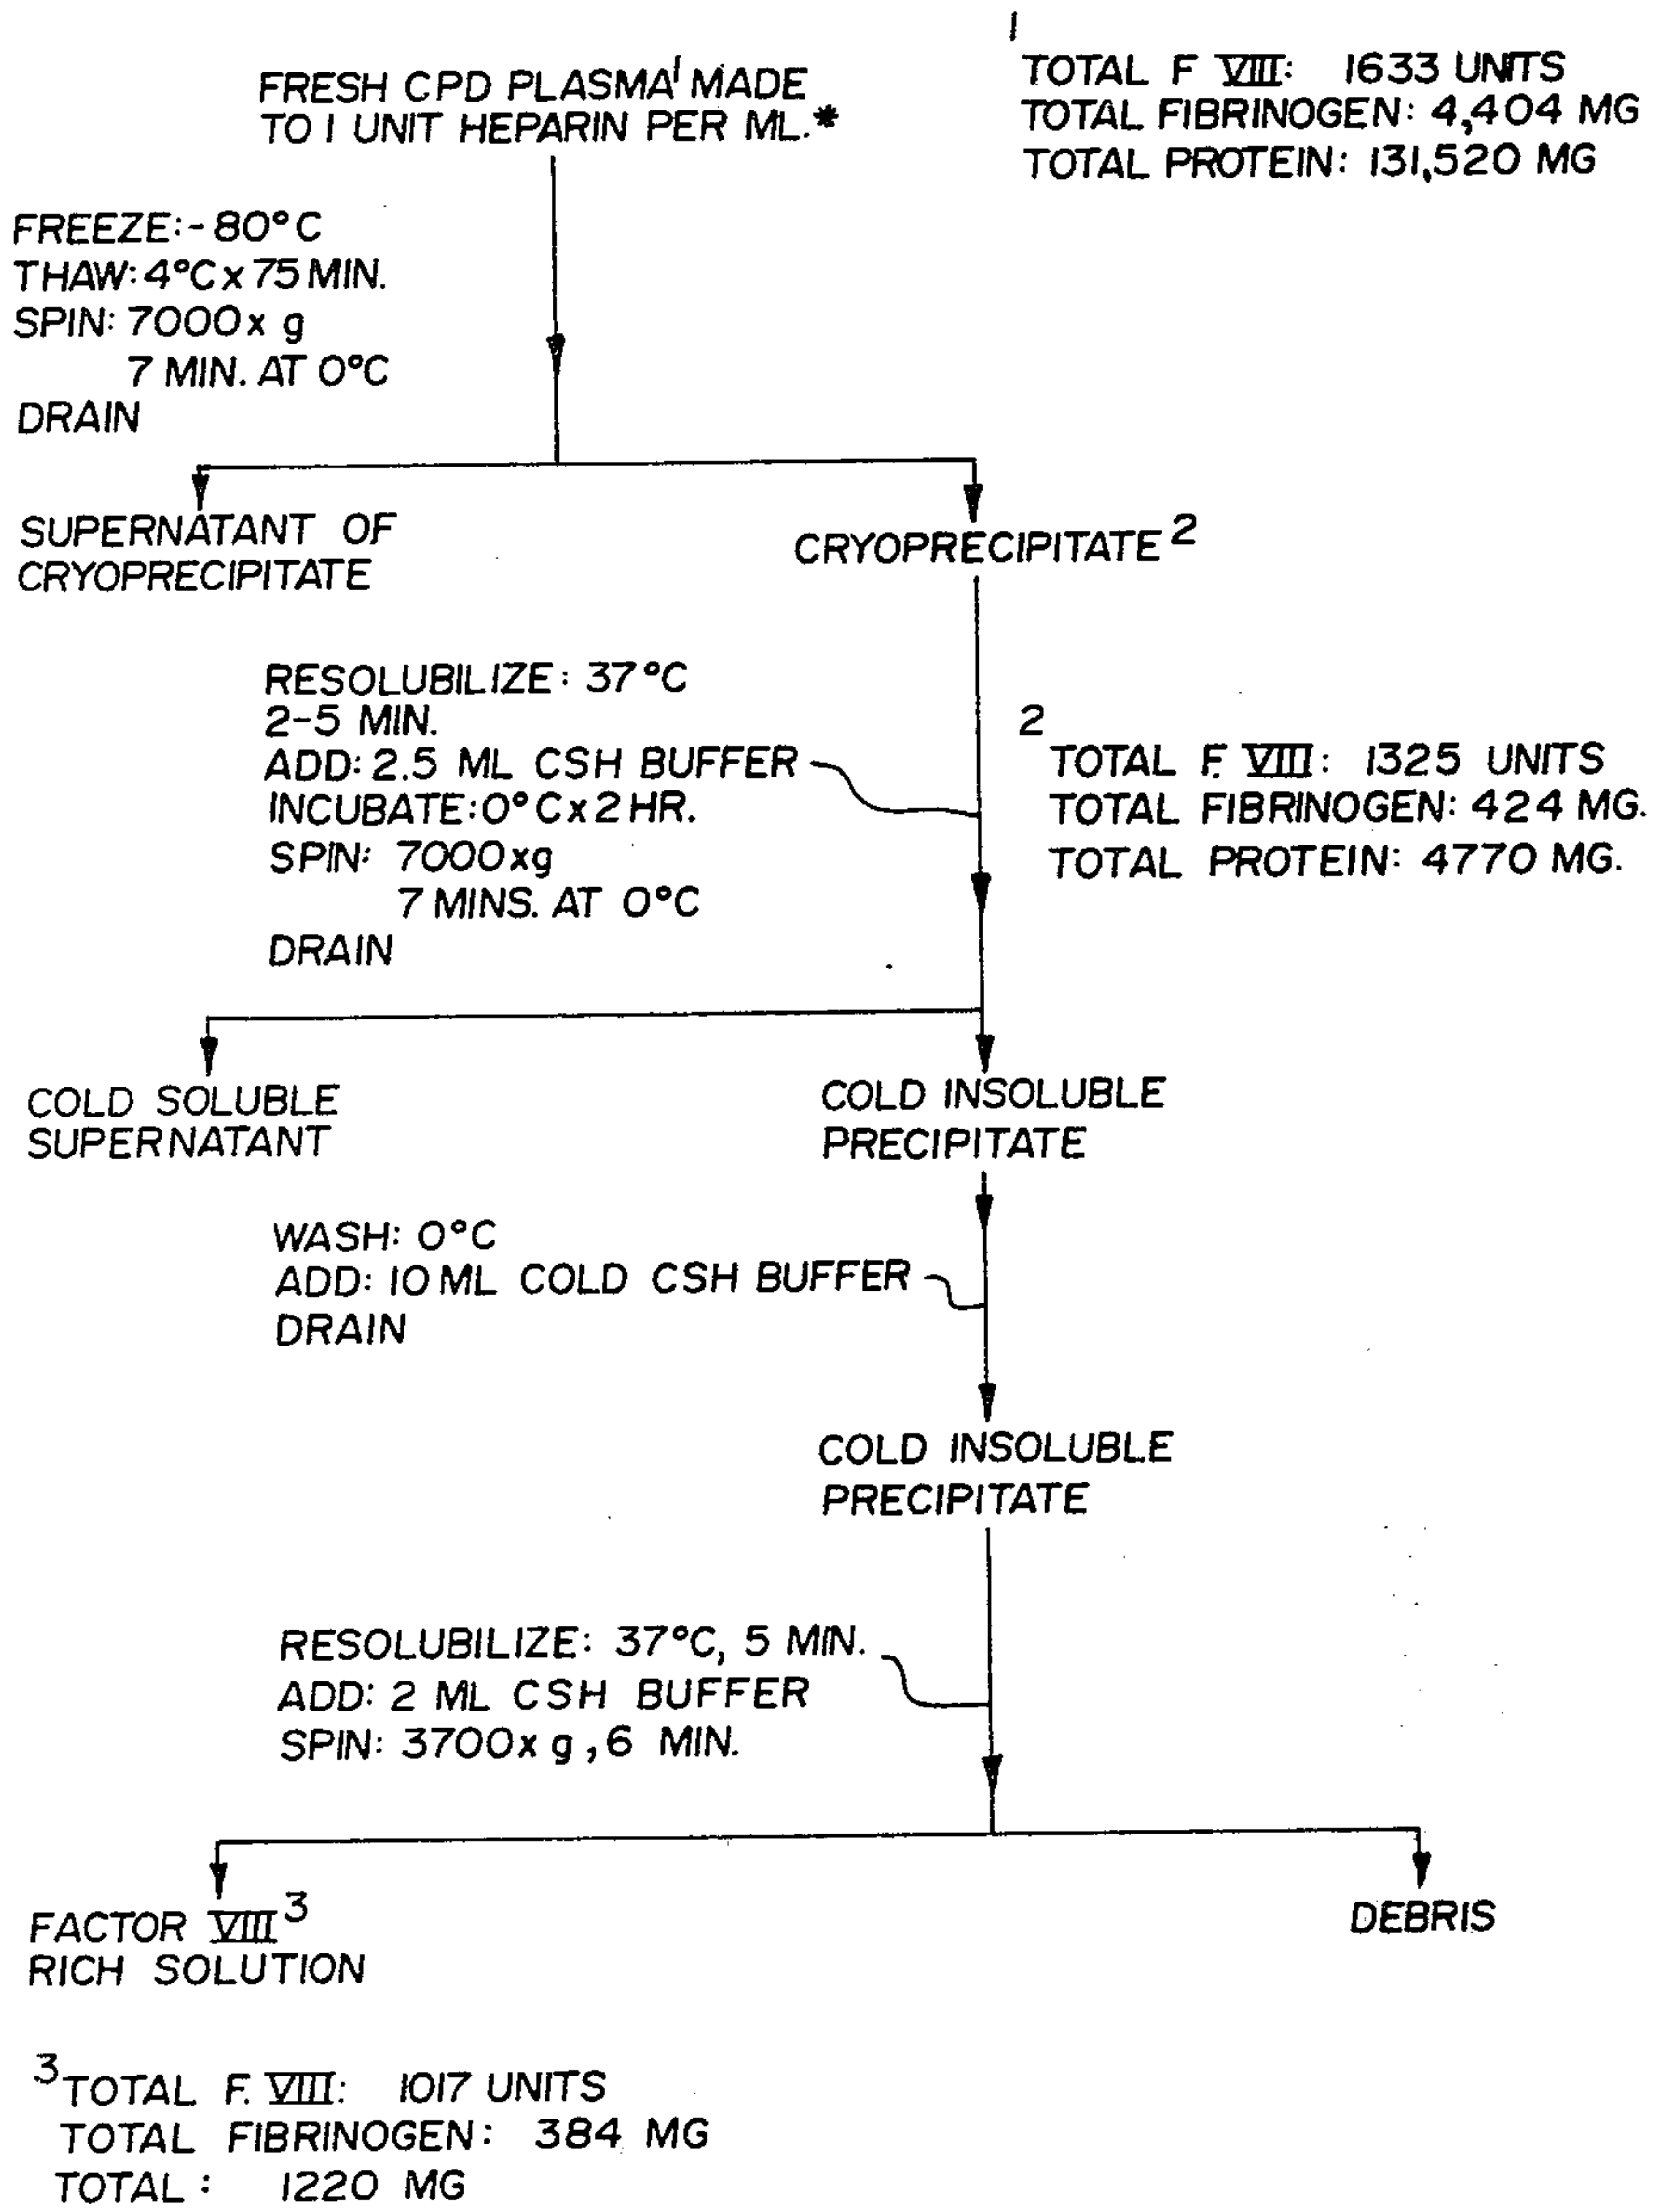 1
TOTAL F VIII: 1633 UNITS
TOTAL FIBRINOGEN: 4,404 MG
TOTAL PROTEIN: 131,520 MG
FRESH CPD PLASMA1 MADE
TO 1 UNIT HEPARIN PER ML.*
FREEZE: -80°C
THAW: 4°C x 75 MIN.
SPIN: 7000 x g
7 MIN. AT 0°C
DRAIN
SUPERNATANT OF
CRYOPRECIPITATE
CRYOPRECIPITATE 2
RESOLUBILIZE: 37°C
2-5 MIN.
ADD: 2.5 ML CSH BUFFER
INCUBATE: 0°C x 2 HR.
SPIN: 7000 x g
7 MINS. AT 0°C
DRAIN
2
TOTAL F. VIII: 1325 UNITS
TOTAL FIBRINOGEN: 424 MG.
TOTAL PROTEIN: 4770 MG.
COLD SOLUBLE
SUPERNATANT
COLD INSOLUBLE
PRECIPITATE
WASH: 0°C
ADD: 10 ML COLD CSH BUFFER
DRAIN
COLD INSOLUBLE
PRECIPITATE
RESOLUBILIZE: 37°C, 5 MIN.
ADD: 2 ML CSH BUFFER
SPIN: 3700 x g, 6 MIN.
FACTOR VIII 3
RICH SOLUTION
DEBRIS
3 TOTAL F. VIII: 1017 UNITS
TOTAL FIBRINOGEN: 384 MG
TOTAL: 1220 MG